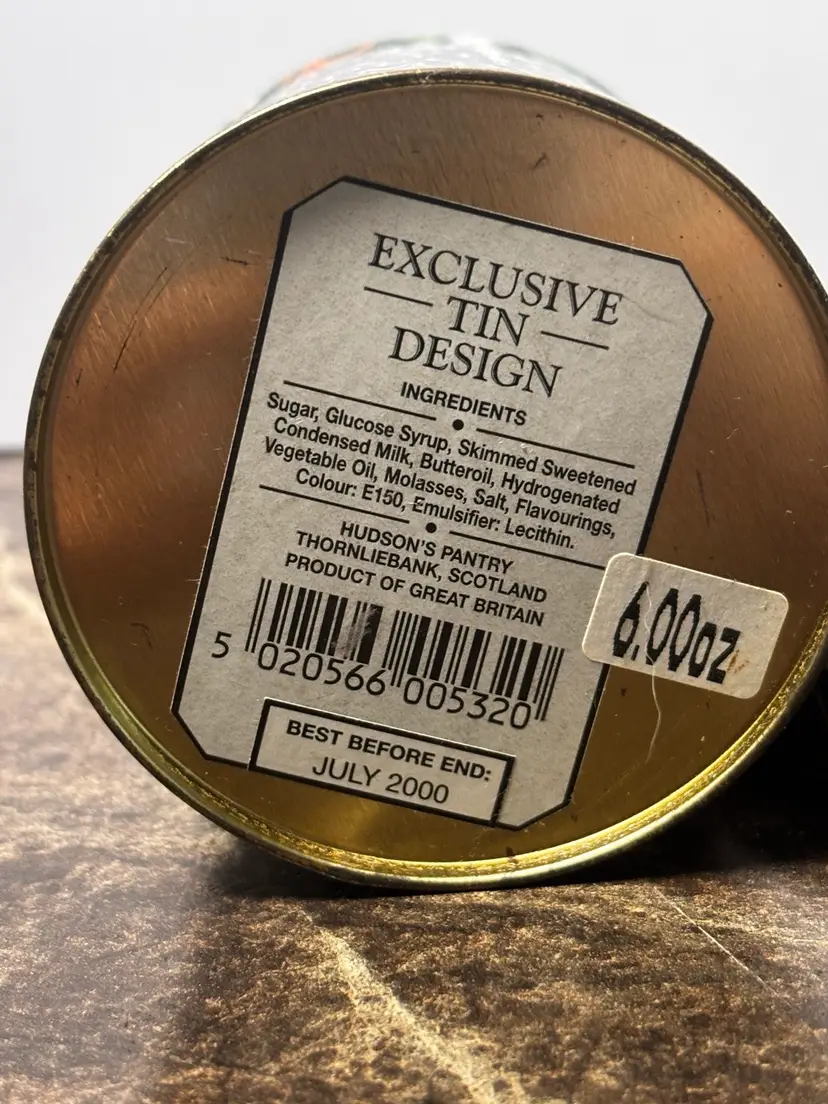 EXCLUSIVE
TIN
DESIGN
INGREDIENTS
Sugar, Glucose Syrup, Skimmed Sweetened
Condensed Milk, Butteroil, Hydrogenated
Vegetable Oil, Molasses, Salt, Flavourings,
Colour: E150, Emulsifier: Lecithin.
HUDSON'S PANTRY
THORNLIEBANK, SCOTLAND
PRODUCT OF GREAT BRITAIN
6.00oz
5 020566 005320
BEST BEFORE END:
JULY 2000